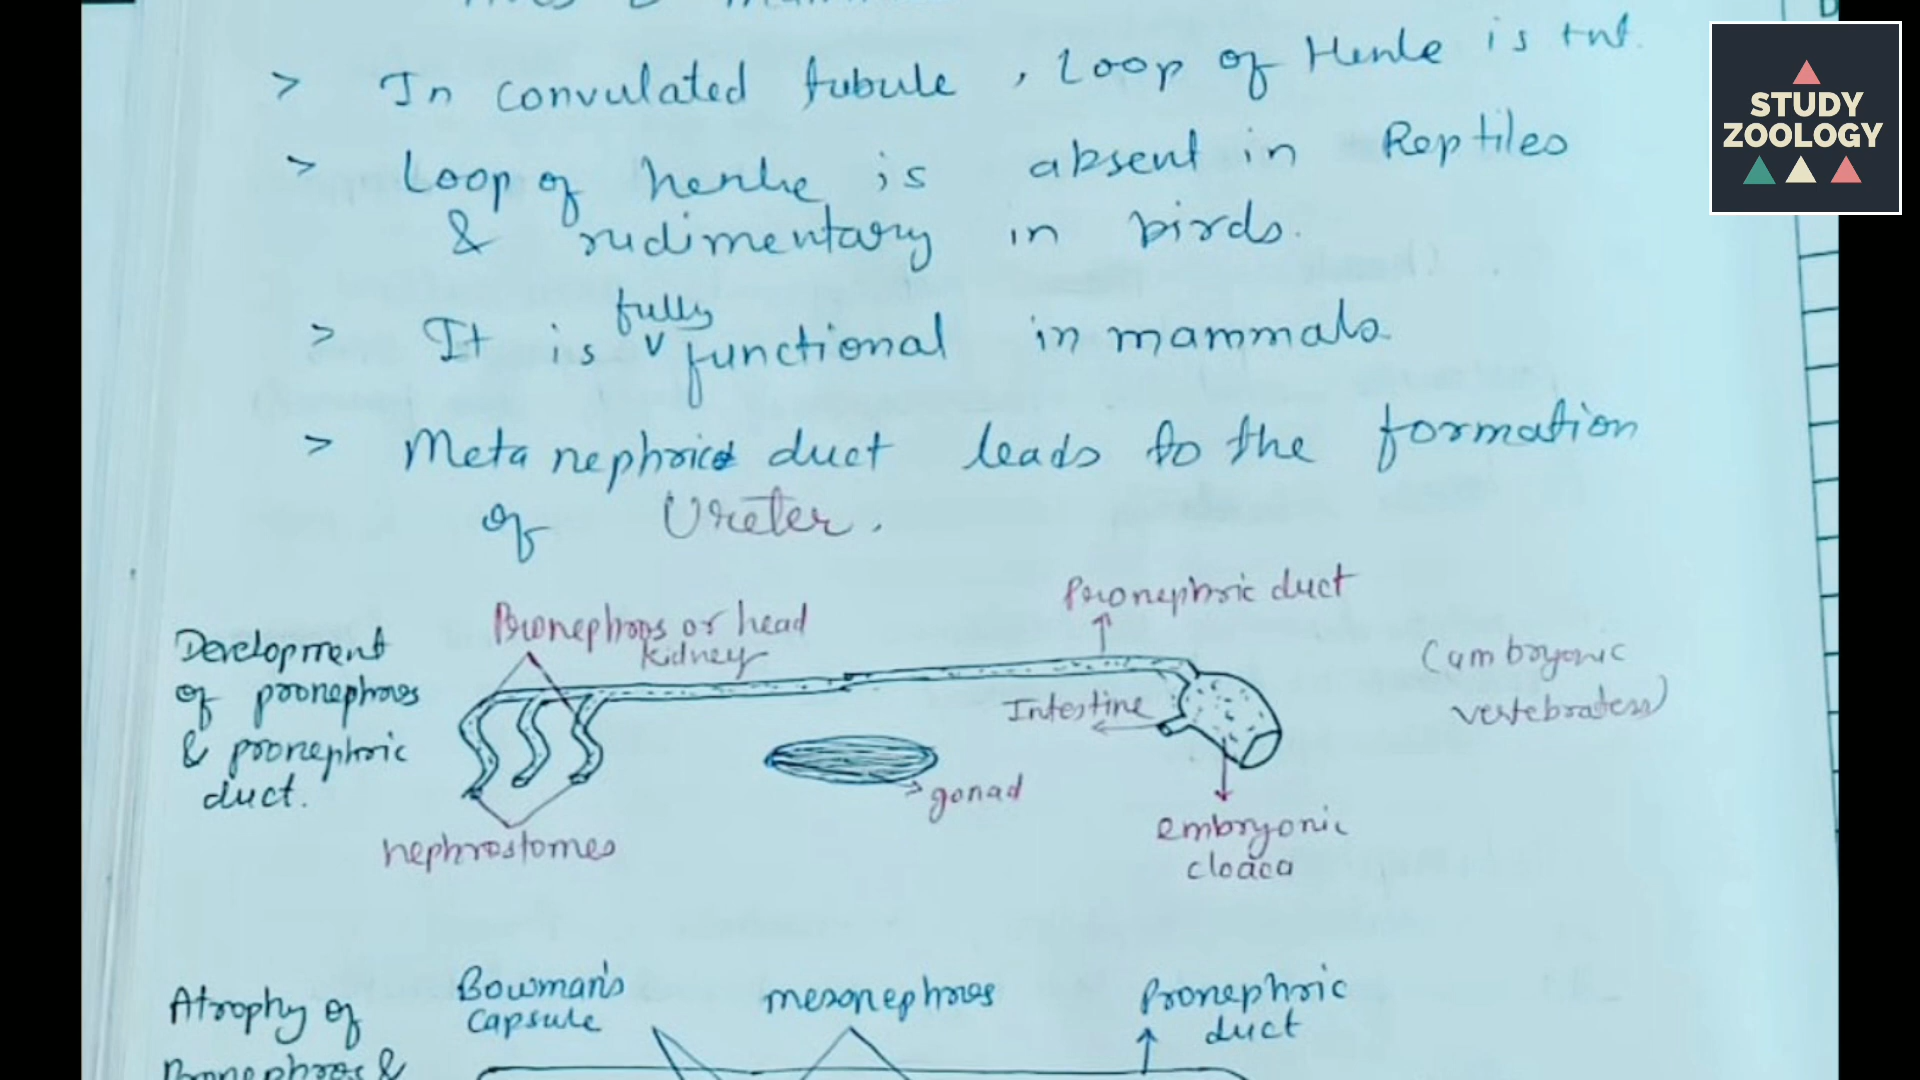 > In convulated tubule , Loop of Henle is +nt.
> Loop of henle is absent in Reptiles
& rudimentary in birds.
fully
> It is v functional in mammals.
> Meta nephric duct leads to the formation
of Ureter.
Development
of pronephros
& pronephric
duct.
Pronephros or head
kidney
Pronephric duct
(ambryonic
vertebrates)
Intestine
gonad
nephrostomes
embryonic
cloaca
Atrophy of
Pronephros &
Bowman's
Capsule
mesonephros
Pronephric
duct
STUDY
ZOOLOGY